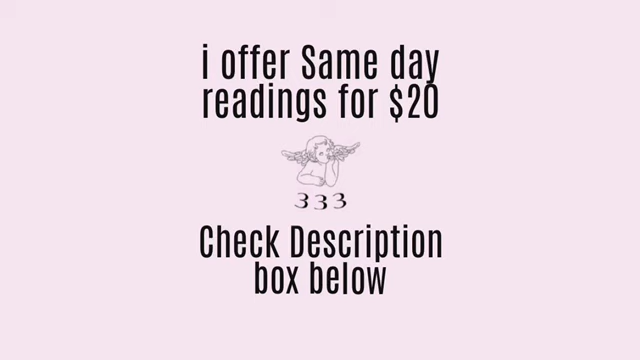 i offer Same day
readings for $20
333
Check Description
box below